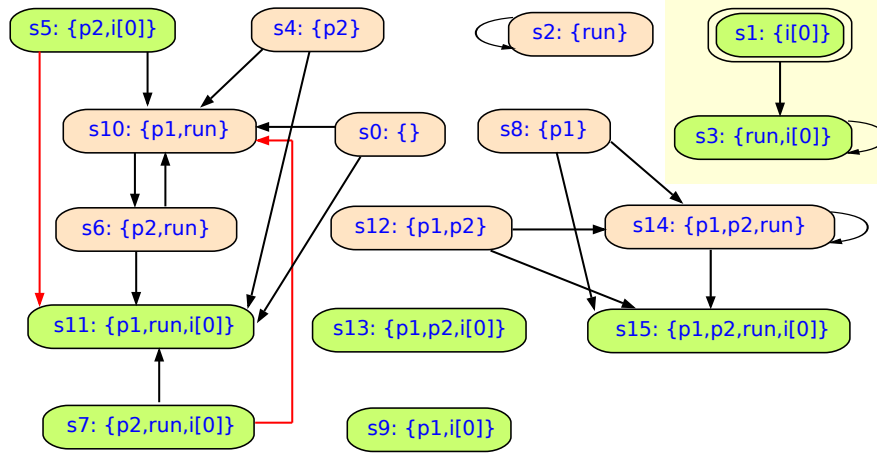 s5: {p2,i[0]}
s4: {p2}
s2: {run}
s1: {i[0]}
s10: {p1,run}
s0: {}
s8: {p1}
s3: {run,i[0]}
s6: {p2,run}
s12: {p1,p2}
s14: {p1,p2,run}
s11: {p1,run,i[0]}
s13: {p1,p2,i[0]}
s15: {p1,p2,run,i[0]}
s7: {p2,run,i[0]}
s9: {p1,i[0]}